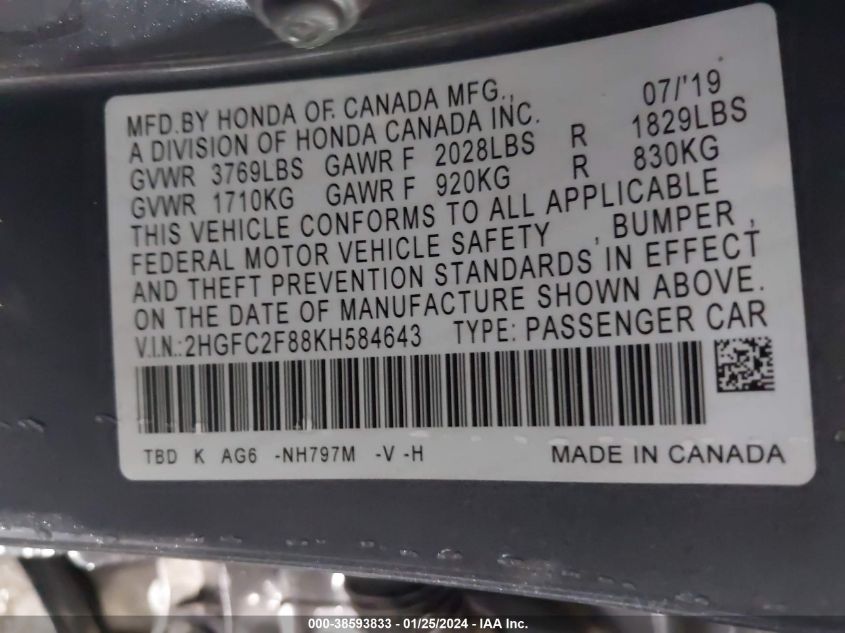 MFD.BY HONDA OF CANADA MFG., 07/'19
A DIVISION OF HONDA CANADA INC.
GVWR 3769LBS GAWR F 2028LBS R 1829LBS
GVWR 1710KG GAWR F 920KG R 830KG
THIS VEHICLE CONFORMS TO ALL APPLICABLE
FEDERAL MOTOR VEHICLE SAFETY , BUMPER ,
AND THEFT PREVENTION STANDARDS IN EFFECT
ON THE DATE OF MANUFACTURE SHOWN ABOVE.
V.I.N.:2HGFC2F88KH584643 TYPE: PASSENGER CAR
TBD K AG6 -NH797M -V -H MADE IN CANADA
000-38593833 - 01/25/2024 - IAA Inc.